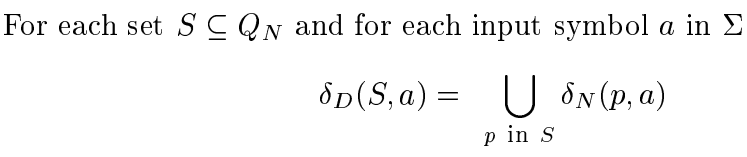 For each set S ⊆ Q_N and for each input symbol a in Σ
δ_D(S, a) = ⋃_{p in S} δ_N(p, a)